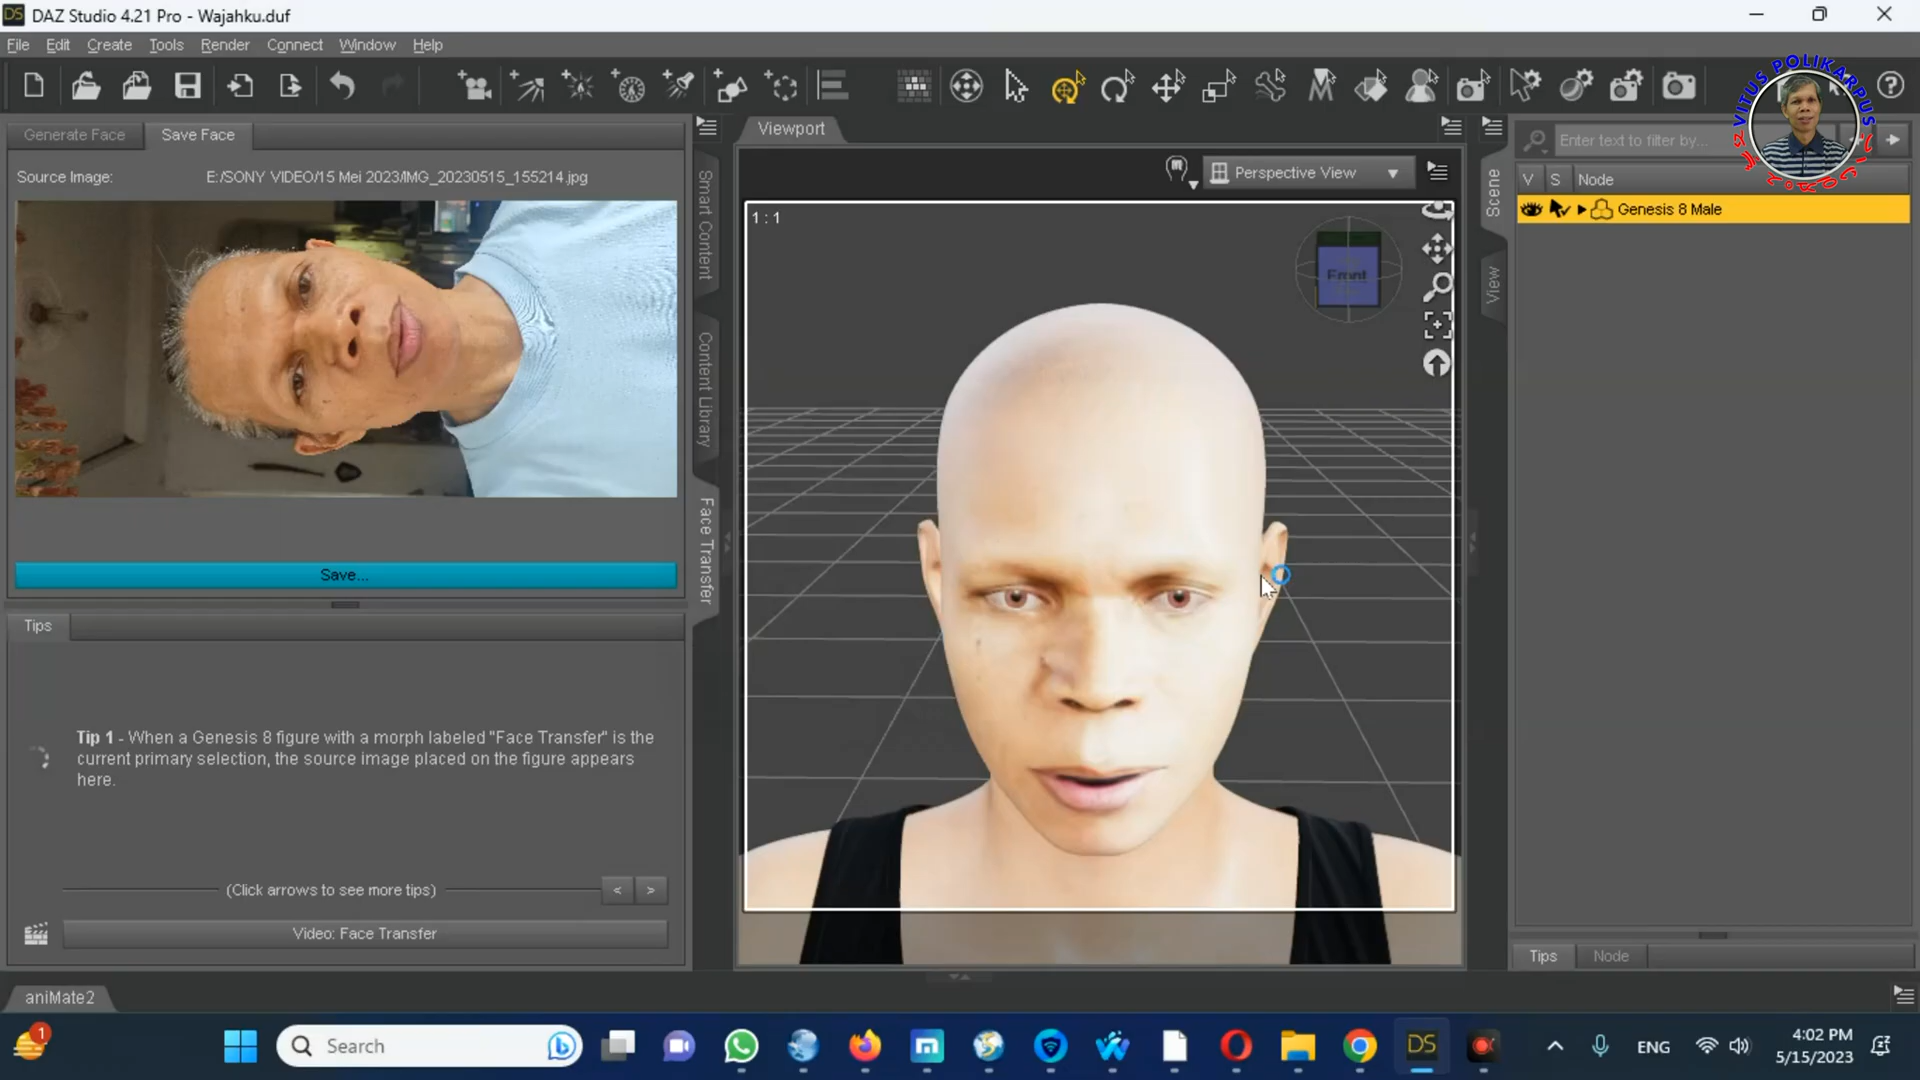 DS DAZ Studio 4.21 Pro - Wajahku.duf
File Edit Create Tools Render Connect Window Help
VITUS POLIKARPUS
Generate Face Save Face
Viewport
Enter text to filter by...
Source Image: E:/SONY VIDEO/15 Mei 2023/IMG_20230515_155214.jpg
Perspective View
V S Node
Genesis 8 Male
1 : 1
Front
Smart Content
Content Library
Face Transfer
Scene
View
Save...
Tips
Tip 1 - When a Genesis 8 figure with a morph labeled "Face Transfer" is the
current primary selection, the source image placed on the figure appears
here.
(Click arrows to see more tips) < >
Video: Face Transfer
Tips Node
aniMate2
1
Search
DS
ENG
4:02 PM
5/15/2023